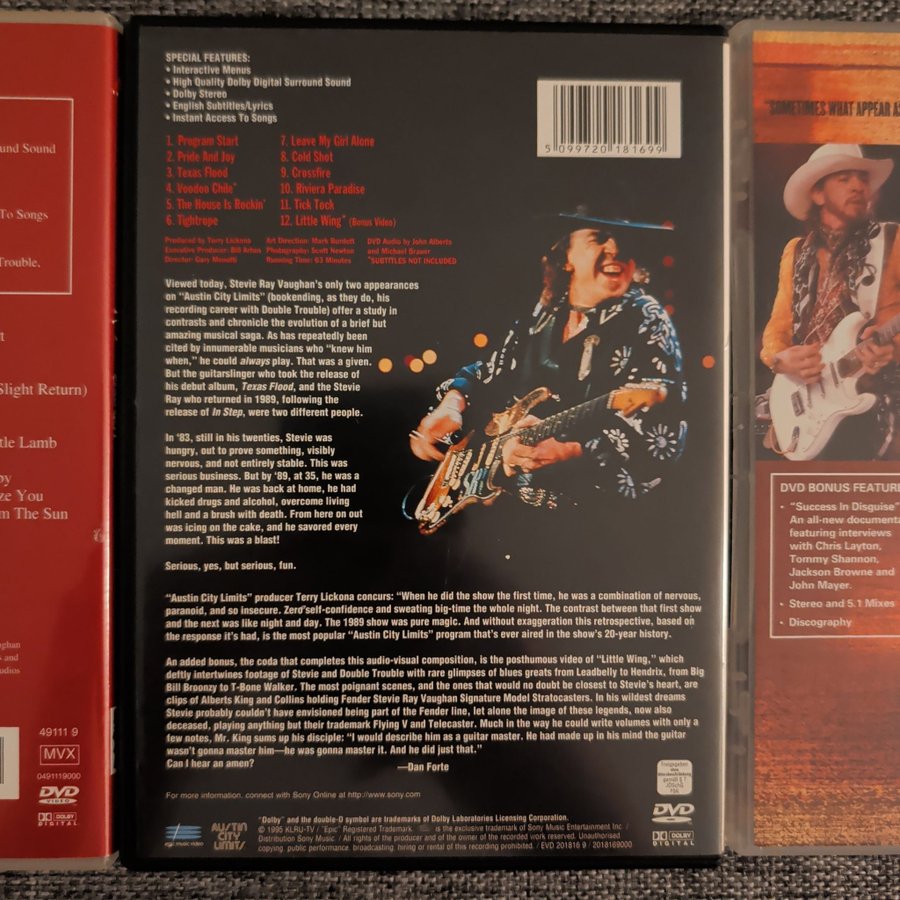 und Sound
To Songs
Trouble,
t
Slight Return)
tle Lamb
by
ze You
m The Sun
ghan
s and
udios
49111 9
MVX
0491119000
DVD
VIDEO
DOLBY
DIGITAL
SPECIAL FEATURES:
• Interactive Menus
• High Quality Dolby Digital Surround Sound
• Dolby Stereo
• English Subtitles/Lyrics
• Instant Access To Songs
1. Program Start
2. Pride And Joy
3. Texas Flood
4. Voodoo Chile*
5. The House Is Rockin'
6. Tightrope
7. Leave My Girl Alone
8. Cold Shot
9. Crossfire
10. Riviera Paradise
11. Tick Tock
12. Little Wing* (Bonus Video)
Produced by Terry Lickona
Executive Producer: Bill Arhos
Director: Gary Menotti
Art Direction: Mark Burdett
Photography: Scott Newton
Running Time: 63 Minutes
DVD Audio by John Alberts
and Michael Brauer
*SUBTITLES NOT INCLUDED
5 099720 181699
Viewed today, Stevie Ray Vaughan's only two appearances
on "Austin City Limits" (bookending, as they do, his
recording career with Double Trouble) offer a study in
contrasts and chronicle the evolution of a brief but
amazing musical saga. As has repeatedly been
cited by innumerable musicians who "knew him
when," he could always play. That was a given.
But the guitarslinger who took the release of
his debut album, Texas Flood, and the Stevie
Ray who returned in 1989, following the
release of In Step, were two different people.
In '83, still in his twenties, Stevie was
hungry, out to prove something, visibly
nervous, and not entirely stable. This was
serious business. But by '89, at 35, he was a
changed man. He was back at home, he had
kicked drugs and alcohol, overcome living
hell and a brush with death. From here on out
was icing on the cake, and he savored every
moment. This was a blast!
Serious, yes, but serious, fun.
"Austin City Limits" producer Terry Lickona concurs: "When he did the show the first time, he was a combination of nervous,
paranoid, and so insecure. Zero self-confidence and sweating big-time the whole night. The contrast between that first show
and the next was like night and day. The 1989 show was pure magic. And without exaggeration this retrospective, based on
the response it's had, is the most popular "Austin City Limits" program that's ever aired in the show's 20-year history.
An added bonus, the coda that completes this audio-visual composition, is the posthumous video of "Little Wing," which
deftly intertwines footage of Stevie and Double Trouble with rare glimpses of blues greats from Leadbelly to Hendrix, from Big
Bill Broonzy to T-Bone Walker. The most poignant scenes, and the ones that would no doubt be closest to Stevie's heart, are
clips of Alberts King and Collins holding Fender Stevie Ray Vaughan Signature Model Stratocasters. In his wildest dreams
Stevie probably couldn't have envisioned being part of the Fender line, let alone the image of these legends, now also
deceased, playing anything but their trademark Flying V and Telecaster. Much in the way he could write volumes with only a
few notes, Mr. King sums up his disciple: "I would describe him as a guitar master. He had made up in his mind the guitar
wasn't gonna master him—he was gonna master it. And he did just that."
Can I hear an amen?
—Dan Forte
For more information, connect with Sony Online at http://www.sony.com
epic music video
AUSTIN
CITY
LIMITS
"Dolby" and the double-D symbol are trademarks of Dolby Laboratories Licensing Corporation.
© 1995 KLRU-TV / "Epic" Registered Trademark. is the exclusive trademark of Sony Music Entertainment Inc /
Distribution Sony Music / All rights of the producer and of the owner of the recorded work reserved. Unauthorised
copying, public performance, broadcasting, hiring or rental of this recording prohibited. / EVD 201816 9 / 2018169000
DVD
DOLBY
DIGITAL
"SOMETIMES WHAT APPEAR AS
DVD BONUS FEATURE
• "Success In Disguise"
An all-new documenta
featuring interviews
with Chris Layton,
Tommy Shannon,
Jackson Browne and
John Mayer.
• Stereo and 5.1 Mixes
• Discography